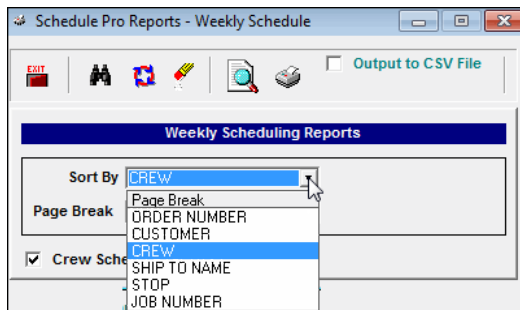 Schedule Pro Reports - Weekly Schedule
EXIT
Output to CSV File
Weekly Scheduling Reports
Sort By CREW
Page Break
Page Break
ORDER NUMBER
CUSTOMER
CREW
Crew Sche
SHIP TO NAME
STOP
JOB NUMBER